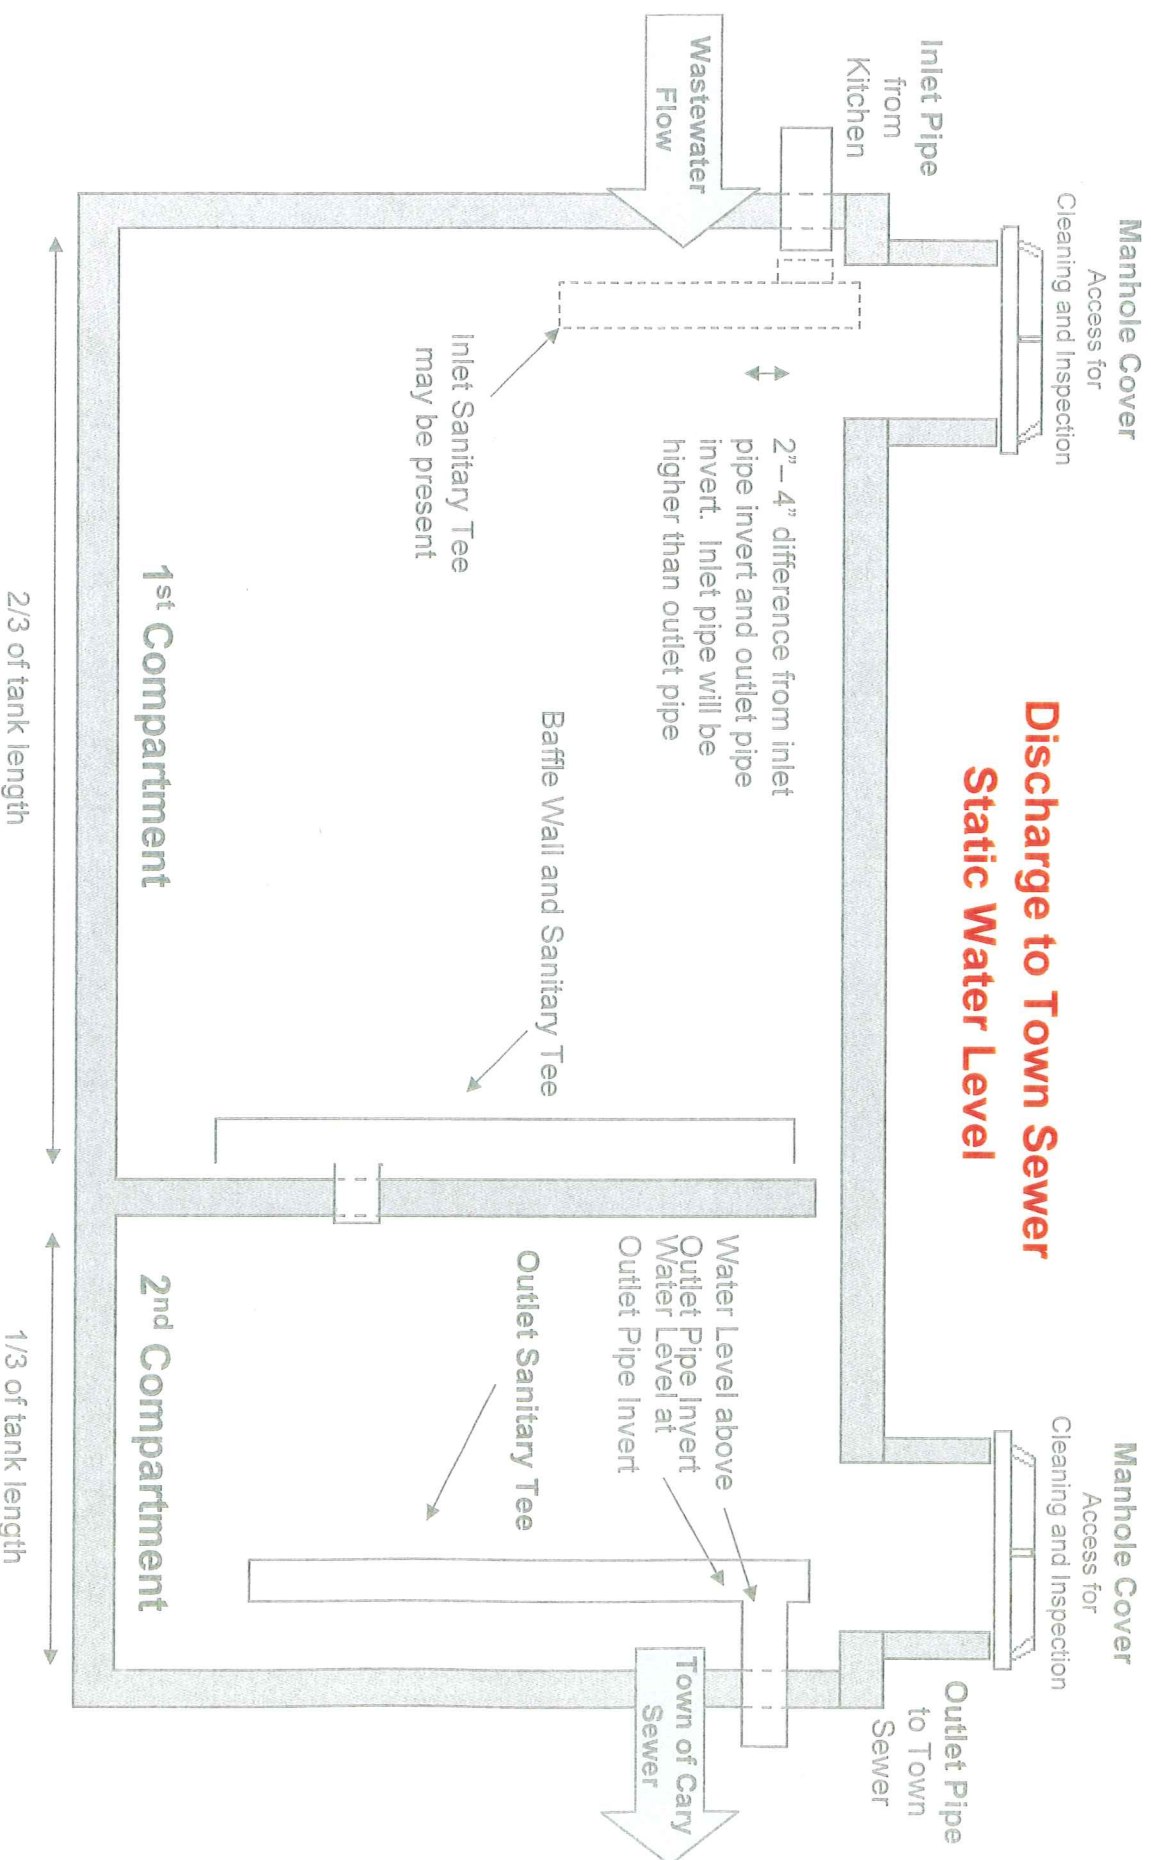 Discharge to Town Sewer
Static Water Level
Manhole Cover
Access for
Cleaning and Inspection
Manhole Cover
Access for
Cleaning and Inspection
Inlet Pipe
from
Kitchen
Outlet Pipe
to Town
Sewer
Wastewater
Flow
2” – 4” difference from inlet
pipe invert and outlet pipe
invert. Inlet pipe will be
higher than outlet pipe
Water Level above
Outlet Pipe Invert
Water Level at
Outlet Pipe Invert
Town of Cary
Sewer
Inlet Sanitary Tee
may be present
Baffle Wall and Sanitary Tee
Outlet Sanitary Tee
1st Compartment
2nd Compartment
2/3 of tank length
1/3 of tank length